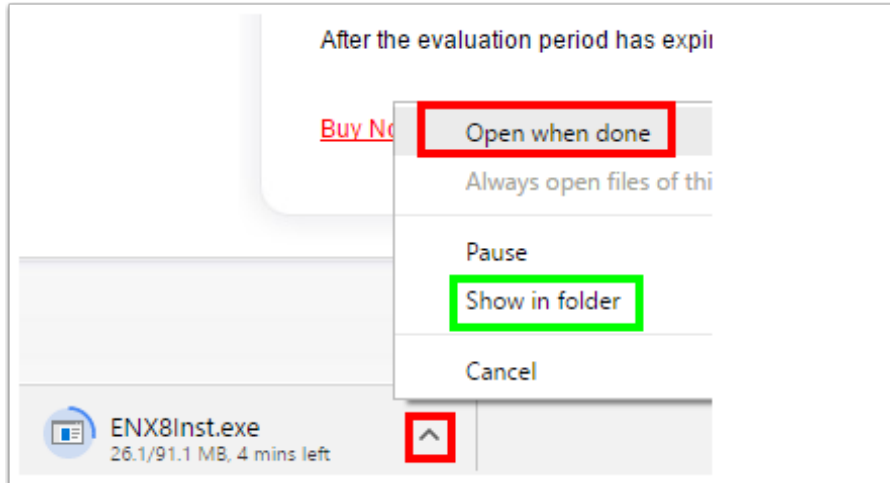 After the evaluation period has expir
Buy No
Open when done
Always open files of thi
Pause
Show in folder
Cancel
ENX8Inst.exe
26.1/91.1 MB, 4 mins left